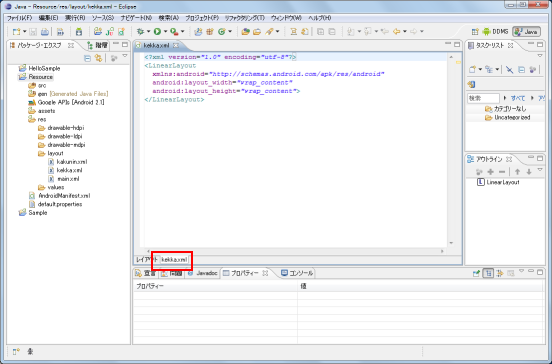 Java - Resource/res/layout/kekka.xml - Eclipse
ファイル(F) 編集(E) 実行(R) ソース(S) ナビゲート(N) 検索(A) プロジェクト(P) リファクタリング(T) ウィンドウ(W) ヘルプ(H)
DDMS Java
パッケージ・エクスプ 階層
HelloSample
Resource
src
gen [Generated Java Files]
Google APIs [Android 2.1]
assets
res
drawable-hdpi
drawable-ldpi
drawable-mdpi
layout
kakunin.xml
kekka.xml
main.xml
values
AndroidManifest.xml
default.properties
Sample
kekka.xml
<?xml version="1.0" encoding="utf-8"?>
<LinearLayout
xmlns:android="http://schemas.android.com/apk/res/android"
android:layout_width="wrap_content"
android:layout_height="wrap_content">
</LinearLayout>
レイアウト kekka.xml
タスク・リスト
検索 すべて
カテゴリーなし
Uncategorized
アウトライン
LinearLayout
宣言 問題 Javadoc プロパティー コンソール
プロパティー 値